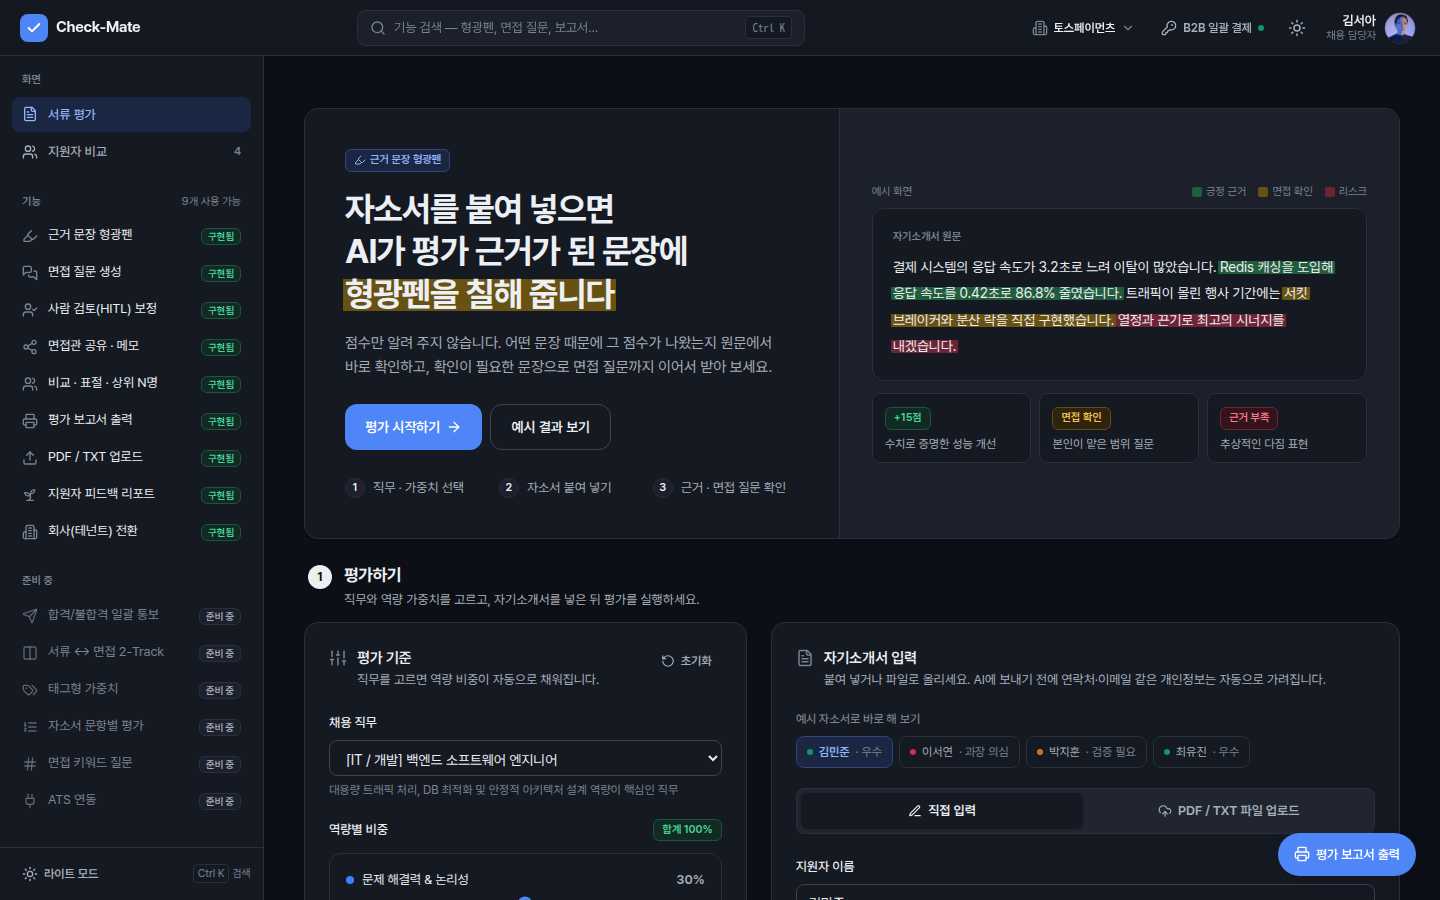 Check-Mate
기능 검색 — 형광펜, 면접 질문, 보고서...
Ctrl K
토스페이먼츠
B2B 일괄 결제
김서아
채용 담당자
화면
서류 평가
지원자 비교
4
기능
9개 사용 가능
근거 문장 형광펜
구현됨
면접 질문 생성
구현됨
사람 검토(HITL) 보정
구현됨
면접관 공유 · 메모
구현됨
비교 · 표절 · 상위 N명
구현됨
평가 보고서 출력
구현됨
PDF / TXT 업로드
구현됨
지원자 피드백 리포트
구현됨
회사(테넌트) 전환
구현됨
준비 중
합격/불합격 일괄 통보
준비 중
서류 ↔ 면접 2-Track
준비 중
태그형 가중치
준비 중
자소서 문항별 평가
준비 중
면접 키워드 질문
준비 중
ATS 연동
준비 중
라이트 모드
Ctrl K 검색
근거 문장 형광펜
자소서를 붙여 넣으면
AI가 평가 근거가 된 문장에
형광펜을 칠해 줍니다
점수만 알려 주지 않습니다. 어떤 문장 때문에 그 점수가 나왔는지 원문에서
바로 확인하고, 확인이 필요한 문장으로 면접 질문까지 이어서 받아 보세요.
평가 시작하기 →
예시 결과 보기
1 직무 · 가중치 선택
2 자소서 붙여 넣기
3 근거 · 면접 질문 확인
예시 화면
긍정 근거
면접 확인
리스크
자기소개서 원문
결제 시스템의 응답 속도가 3.2초로 느려 이탈이 많았습니다. Redis 캐싱을 도입해
응답 속도를 0.42초로 86.8% 줄였습니다. 트래픽이 몰린 행사 기간에는 서킷
브레이커와 분산 락을 직접 구현했습니다. 열정과 끈기로 최고의 시너지를
내겠습니다.
+15점
수치로 증명한 성능 개선
면접 확인
본인이 맡은 범위 질문
근거 부족
추상적인 다짐 표현
1
평가하기
직무와 역량 가중치를 고르고, 자기소개서를 넣은 뒤 평가를 실행하세요.
평가 기준
초기화
직무를 고르면 역량 비중이 자동으로 채워집니다.
채용 직무
[IT / 개발] 백엔드 소프트웨어 엔지니어
대용량 트래픽 처리, DB 최적화 및 안정적 아키텍처 설계 역량이 핵심인 직무
역량별 비중
합계 100%
문제 해결력 & 논리성
30%
자기소개서 입력
붙여 넣거나 파일로 올리세요. AI에 보내기 전에 연락처·이메일 같은 개인정보는 자동으로 가려집니다.
예시 자소서로 바로 해 보기
김민준 · 우수
이서연 · 과장 의심
박지훈 · 검증 필요
최유진 · 우수
직접 입력
PDF / TXT 파일 업로드
지원자 이름
평가 보고서 출력